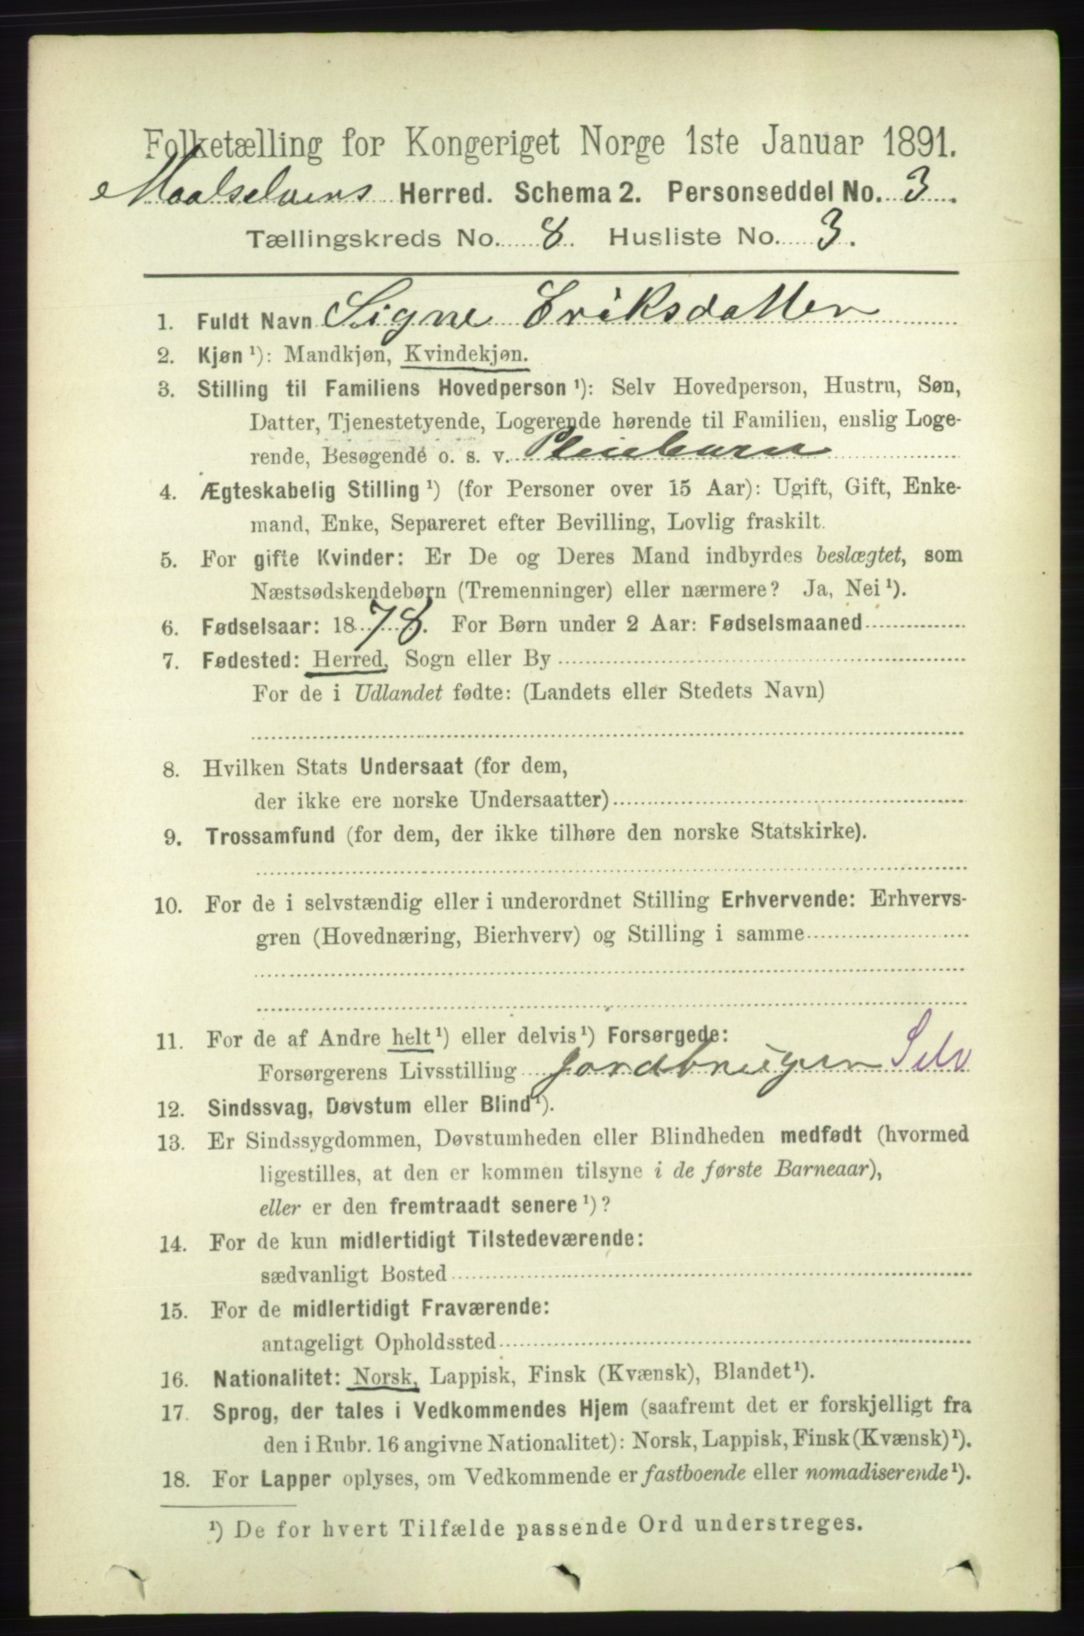 Folketælling for Kongeriget Norge 1ste Januar 1891.
Maalselvens Herred. Schema 2. Personseddel No. 3.
Tællingskreds No. 8. Husliste No. 3.
1. Fuldt Navn Signe Eriksdatter
2. Kjøn ¹): Mandkjøn, Kvindekjøn.
3. Stilling til Familiens Hovedperson ¹): Selv Hovedperson, Hustru, Søn,
Datter, Tjenestetyende, Logerende hørende til Familien, enslig Loge-
rende, Besøgende o. s. v. Pleiebarn
4. Ægteskabelig Stilling ¹) (for Personer over 15 Aar): Ugift, Gift, Enke-
mand, Enke, Separeret efter Bevilling, Lovlig fraskilt.
5. For gifte Kvinder: Er De og Deres Mand indbyrdes beslægtet, som
Næstsødskendebørn (Tremenninger) eller nærmere? Ja, Nei ¹).
6. Fødselsaar: 1878. For Børn under 2 Aar: Fødselsmaaned
7. Fødested: Herred, Sogn eller By
For de i Udlandet fødte: (Landets eller Stedets Navn)
8. Hvilken Stats Undersaat (for dem,
der ikke ere norske Undersaatter)
9. Trossamfund (for dem, der ikke tilhøre den norske Statskirke).
10. For de i selvstændig eller i underordnet Stilling Erhvervende: Erhvervs-
gren (Hovednæring, Bierhverv) og Stilling i samme
11. For de af Andre helt ¹) eller delvis ¹) Forsørgede:
Forsørgerens Livsstilling Jordbruger Selv
12. Sindssvag, Døvstum eller Blind ¹).
13. Er Sindssygdommen, Døvstumheden eller Blindheden medfødt (hvormed
ligestilles, at den er kommen tilsyne i de første Barneaar),
eller er den fremtraadt senere ¹)?
14. For de kun midlertidigt Tilstedeværende:
sædvanligt Bosted
15. For de midlertidigt Fraværende:
antageligt Opholdssted
16. Nationalitet: Norsk, Lappisk, Finsk (Kvænsk), Blandet ¹).
17. Sprog, der tales i Vedkommendes Hjem (saafremt det er forskjelligt fra
den i Rubr. 16 angivne Nationalitet): Norsk, Lappisk, Finsk (Kvænsk) ¹).
18. For Lapper oplyses, om Vedkommende er fastboende eller nomadiserende ¹).
¹) De for hvert Tilfælde passende Ord understreges.